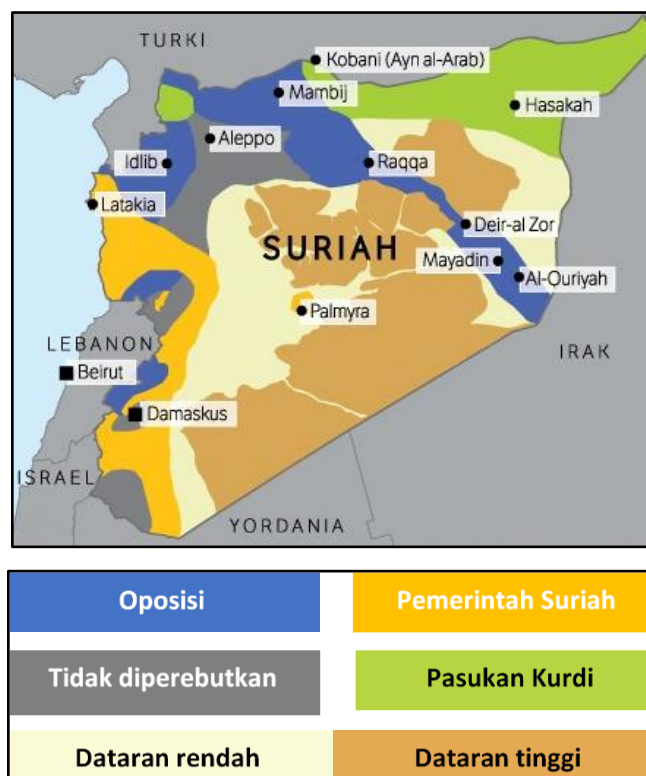 TURKI
Kobani (Ayn al-Arab)
Mambij
Hasakah
Aleppo
Idlib
Raqqa
Latakia
Deir-al Zor
SURIAH
Mayadin
Al-Ouriyah
Palmyra
LEBANON
IRAK
Beirut
Damaskus
ISRAEL
YORDANIA
Oposisi
Pemerintah Suriah
Tidak diperebutkan
Pasukan Kurdi
Dataran rendah
Dataran tinggi